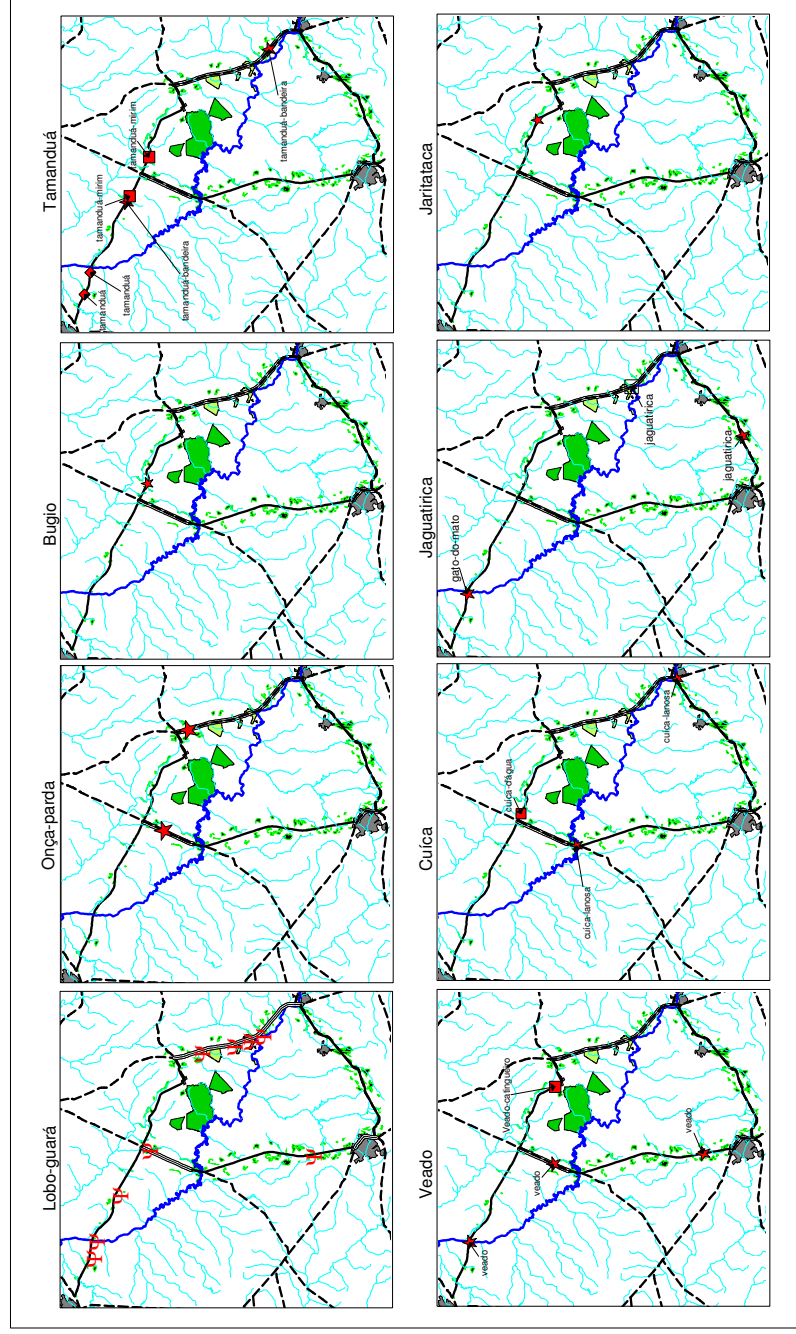 Tamanduá
tamanduá
tamanduá
tamanduá-mirim
tamanduá-bandeira
tamanduá-mirim
tamanduá-bandeira
Jaritataca
Bugio
Jaguatirica
gato-do-mato
jaguatirica
jaguatirica
Onça-parda
Cuíca
cuíca-d'água
cuíca-lanosa
cuíca-lanosa
Lobo-guará
Veado
veado
veado
Veado-catingueiro
veado